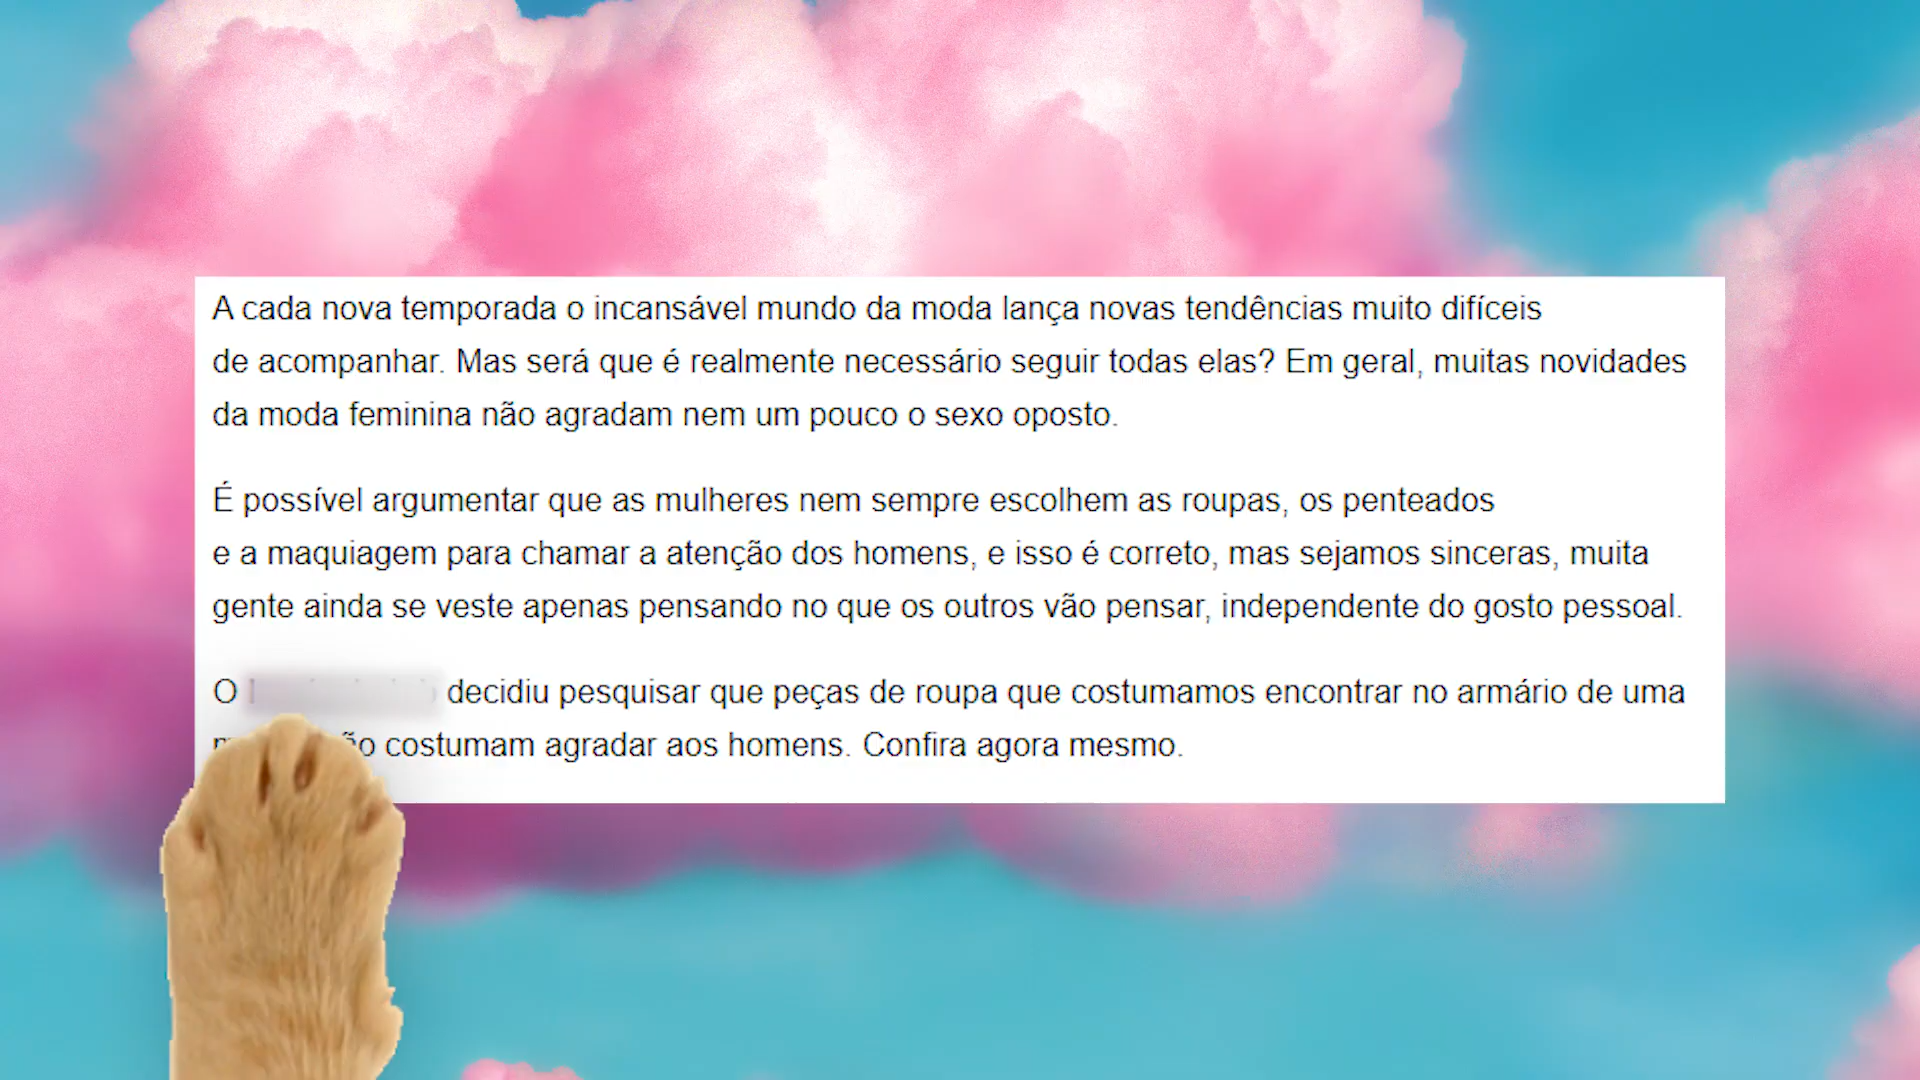 A cada nova temporada o incansável mundo da moda lança novas tendências muito difíceis
de acompanhar. Mas será que é realmente necessário seguir todas elas? Em geral, muitas novidades
da moda feminina não agradam nem um pouco o sexo oposto.
É possível argumentar que as mulheres nem sempre escolhem as roupas, os penteados
e a maquiagem para chamar a atenção dos homens, e isso é correto, mas sejamos sinceras, muita
gente ainda se veste apenas pensando no que os outros vão pensar, independente do gosto pessoal.
O decidiu pesquisar que peças de roupa que costumamos encontrar no armário de uma
costumam agradar aos homens. Confira agora mesmo.